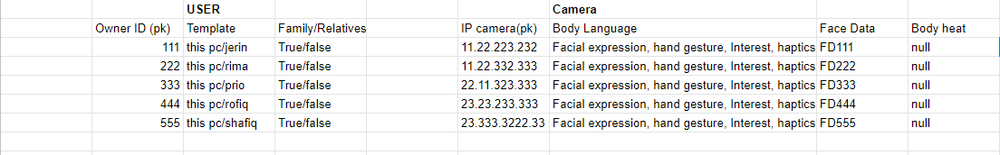 USER Camera
Owner ID (pk) Template Family/Relatives IP camera(pk) Body Language Face Data Body heat
111 this pc/jerin True/false 11.22.223.232 Facial expression, hand gesture, Interest, haptics FD111 null
222 this pc/rima True/false 11.22.332.333 Facial expression, hand gesture, Interest, haptics FD222 null
333 this pc/prio True/false 22.11.323.333 Facial expression, hand gesture, Interest, haptics FD333 null
444 this pc/rofiq True/false 23.23.233.333 Facial expression, hand gesture, Interest, haptics FD444 null
555 this pc/shafiq True/false 23.333.3222.33 Facial expression, hand gesture, Interest, haptics FD555 null